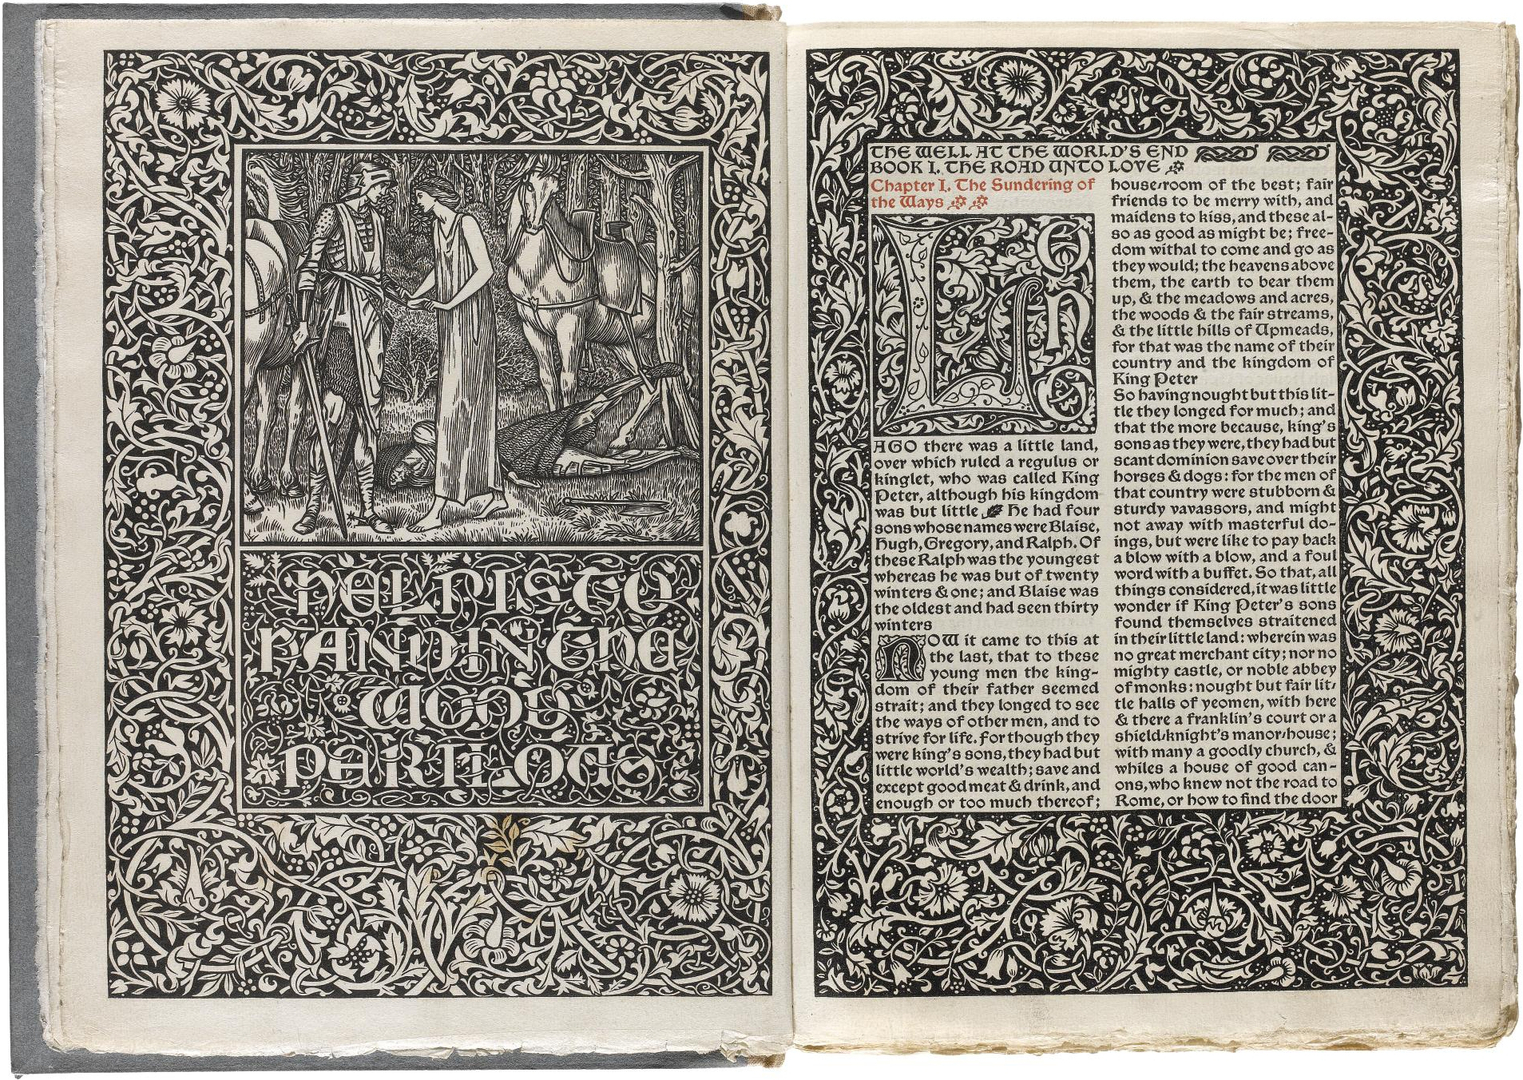 HELP IS TO
HAND IN THE
WOOD
PERILOUS
THE WELL AT THE WORLD'S END
BOOK I. THE ROAD UNTO LOVE
Chapter I. The Sundering of
the Ways
LONG
AGO there was a little land,
over which ruled a regulus or
kinglet, who was called King
Peter, although his kingdom
was but little. He had four
sons whose names were Blaise,
Hugh, Gregory, and Ralph. Of
these Ralph was the youngest
whereas he was but of twenty
winters & one; and Blaise was
the oldest and had seen thirty
winters
NOW it came to this at
the last, that to these
young men the king-
dom of their father seemed
strait; and they longed to see
the ways of other men, and to
strive for life. For though they
were king's sons, they had but
little world's wealth; save and
except good meat & drink, and
enough or too much thereof;
house-room of the best; fair
friends to be merry with, and
maidens to kiss, and these al-
so as good as might be; free-
dom withal to come and go as
they would; the heavens above
them, the earth to bear them
up, & the meadows and acres,
the woods & the fair streams,
& the little hills of Upmeads,
for that was the name of their
country and the kingdom of
King Peter
So having nought but this lit-
tle they longed for much; and
that the more because, king's
sons as they were, they had but
scant dominion save over their
horses & dogs: for the men of
that country were stubborn &
sturdy vavassors, and might
not away with masterful do-
ings, but were like to pay back
a blow with a blow, and a foul
word with a buffet. So that, all
things considered, it was little
wonder if King Peter's sons
found themselves straitened
in their little land: wherein was
no great merchant city; nor no
mighty castle, or noble abbey
of monks: nought but fair lit-
tle halls of yeomen, with here
& there a franklin's court or a
shield-knight's manor-house;
with many a goodly church, &
whiles a house of good can-
ons, who knew not the road to
Rome, or how to find the door